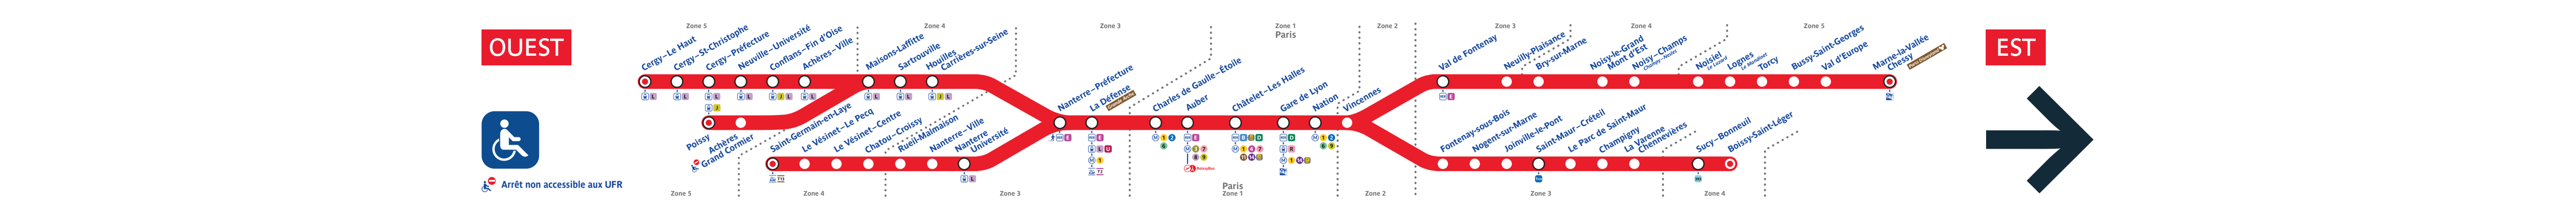 OUEST
Arrêt non accessible aux UFR
Zone 5
Zone 4
Zone 3
Zone 1
Paris
Zone 2
Zone 3
Zone 4
Zone 5
EST
Cergy–Le Haut
Cergy–St-Christophe
Cergy–Préfecture
Neuville–Université
Conflans–Fin d'Oise
Achères–Ville
Maisons-Laffitte
Sartrouville
Houilles
Carrières-sur-Seine
Poissy
Achères
Grand Cormier
Saint-Germain-en-Laye
Le Vésinet–Le Pecq
Le Vésinet–Centre
Chatou–Croissy
Rueil-Malmaison
Nanterre–Ville
Nanterre
Université
Nanterre–Préfecture
La Défense
Grande Arche
Charles de Gaulle–Étoile
Auber
Châtelet–Les Halles
Gare de Lyon
Nation
Vincennes
Val de Fontenay
Neuilly-Plaisance
Bry-sur-Marne
Noisy-le-Grand
Mont d'Est
Noisy–Champs
Champy–Nesles
Noisiel
Le Luzard
Lognes
Le Mandinet
Torcy
Bussy-Saint-Georges
Val d'Europe
Marne-la-Vallée
Chessy
Fontenay-sous-Bois
Nogent-sur-Marne
Joinville-le-Pont
Saint-Maur–Créteil
Le Parc de Saint-Maur
Champigny
La Varenne
Chennevières
Sucy–Bonneuil
Boissy-Saint-Léger
Zone 5
Zone 4
Zone 3
Paris
Zone 1
Zone 2
Zone 3
Zone 4